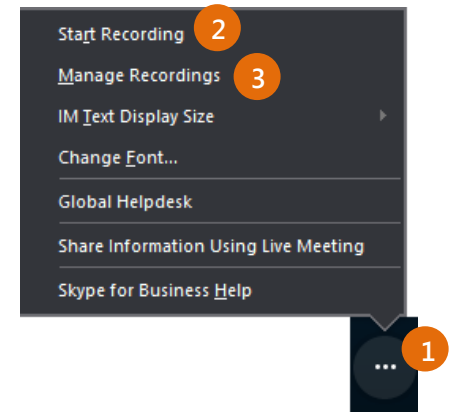 Start Recording 2
Manage Recordings 3
IM Text Display Size
Change Font...
Global Helpdesk
Share Information Using Live Meeting
Skype for Business Help
... 1